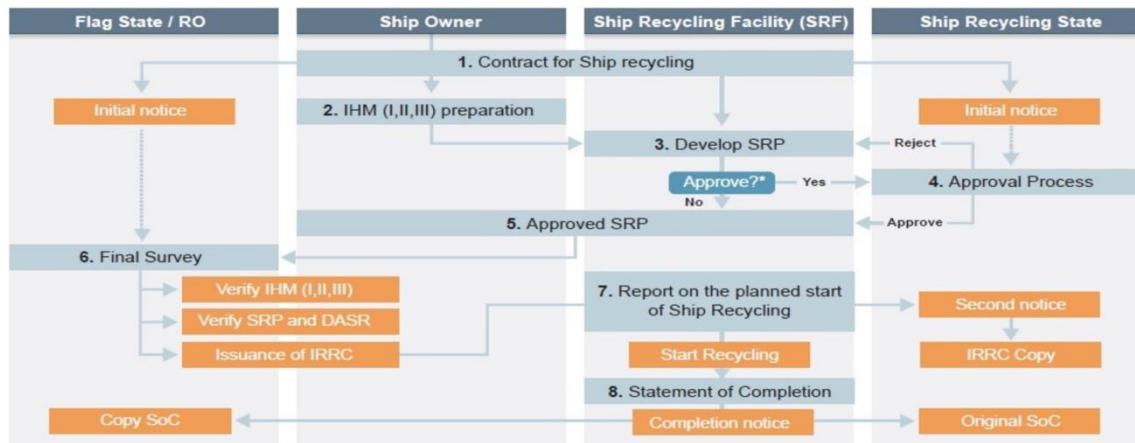 Flag State / RO
Ship Owner
Ship Recycling Facility (SRF)
Ship Recycling State
1. Contract for Ship recycling
Initial notice
2. IHM (I,II,III) preparation
Initial notice
3. Develop SRP
Reject
Approve?*
Yes
4. Approval Process
No
5. Approved SRP
Approve
6. Final Survey
Verify IHM (I,II,III)
Verify SRP and DASR
Issuance of IRRC
7. Report on the planned start
of Ship Recycling
Second notice
Start Recycling
IRRC Copy
8. Statement of Completion
Copy SoC
Completion notice
Original SoC